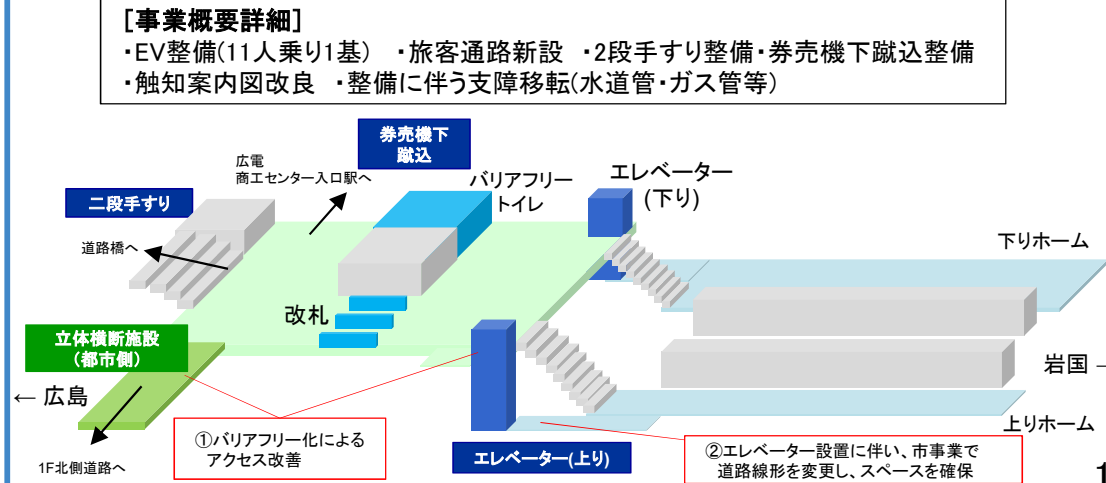 [事業概要詳細]
・EV整備(11人乗り1基) ・旅客通路新設 ・2段手すり整備・券売機下蹴込整備
・触知案内図改良 ・整備に伴う支障移転(水道管・ガス管等)
券売機下
蹴込
広電
商工センター入口駅へ
バリアフリー
トイレ
エレベーター
(下り)
二段手すり
道路橋へ
下りホーム
改札
立体横断施設
(都市側)
岩国 →
← 広島
上りホーム
①バリアフリー化による
アクセス改善
エレベーター(上り)
②エレベーター設置に伴い、市事業で
道路線形を変更し、スペースを確保
1F北側道路へ
1